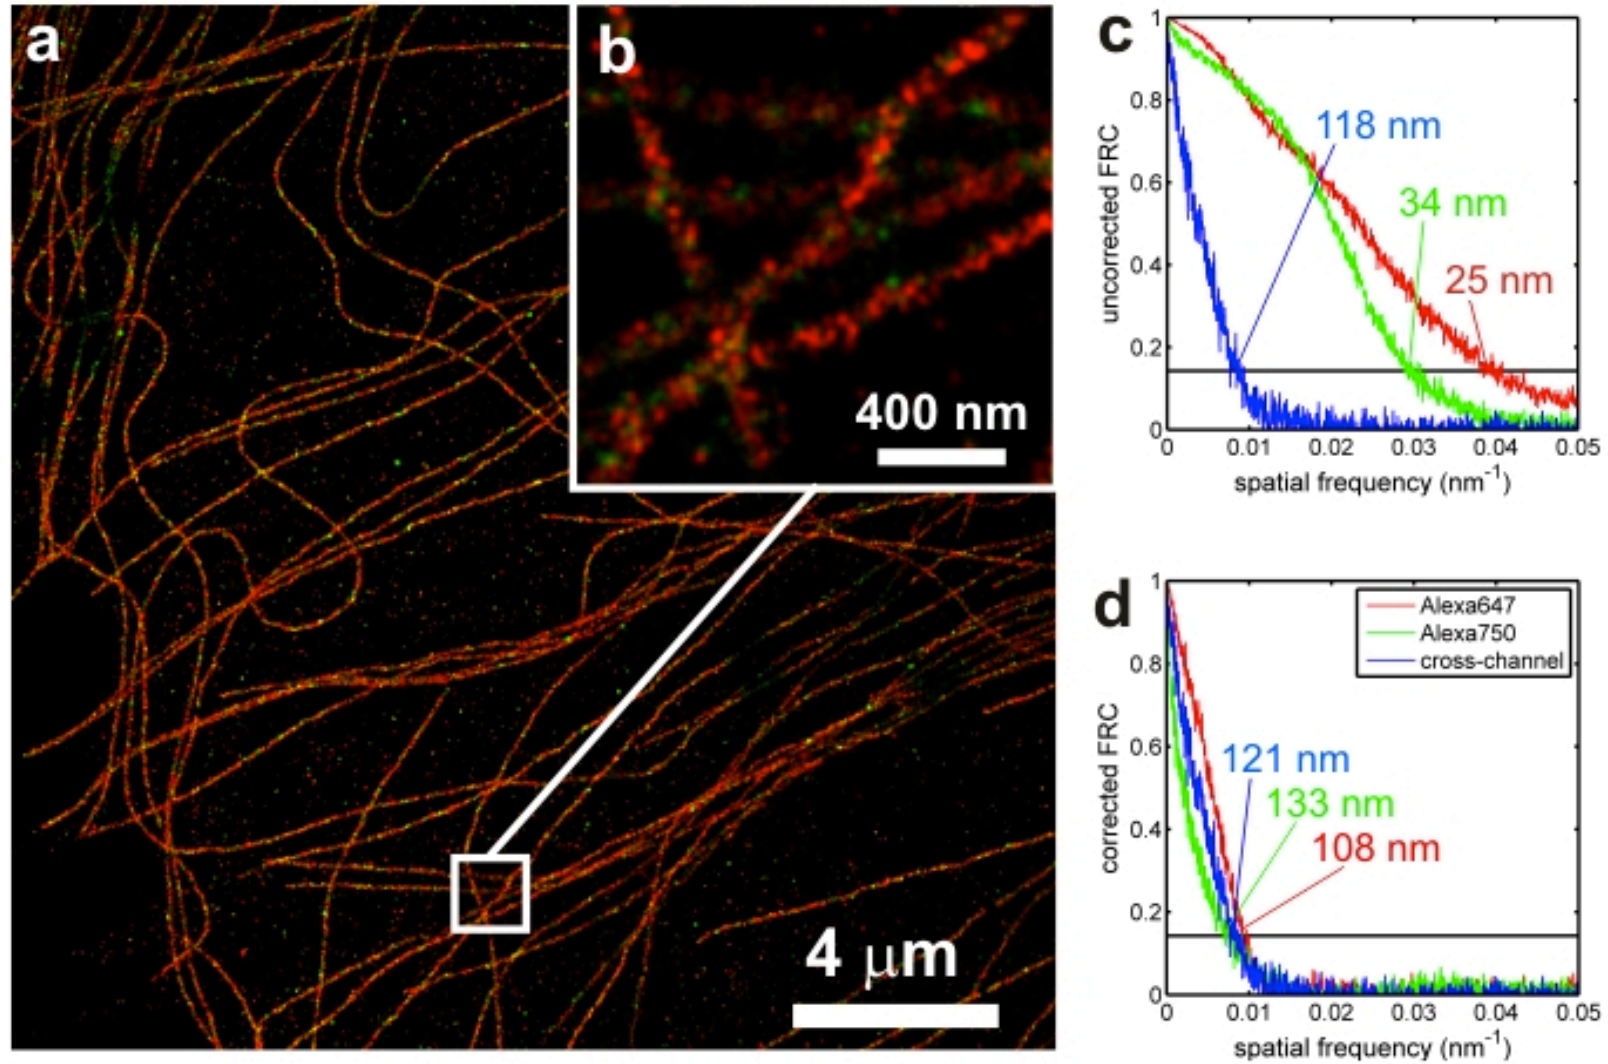 a
b
400 nm
4 μm
c
1
0.8
0.6
0.4
0.2
0
uncorrected FRC
118 nm
34 nm
25 nm
0 0.01 0.02 0.03 0.04 0.05
spatial frequency (nm⁻¹)
d
1
0.8
0.6
0.4
0.2
0
corrected FRC
Alexa647
Alexa750
cross-channel
121 nm
133 nm
108 nm
0 0.01 0.02 0.03 0.04 0.05
spatial frequency (nm⁻¹)